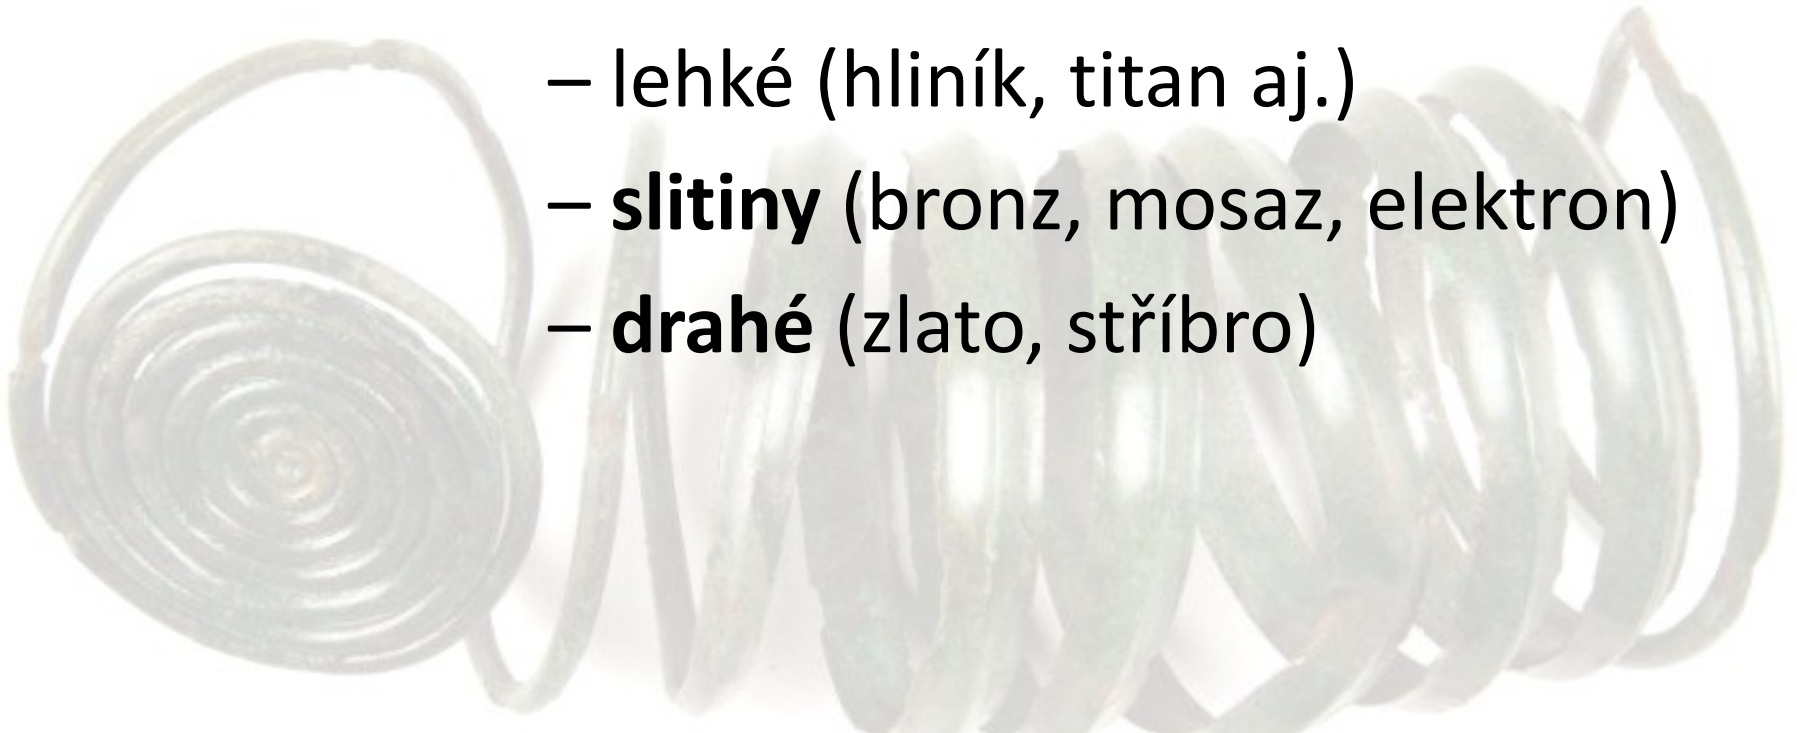 – lehké (hliník, titan aj.)
– slitiny (bronz, mosaz, elektron)
– drahé (zlato, stříbro)